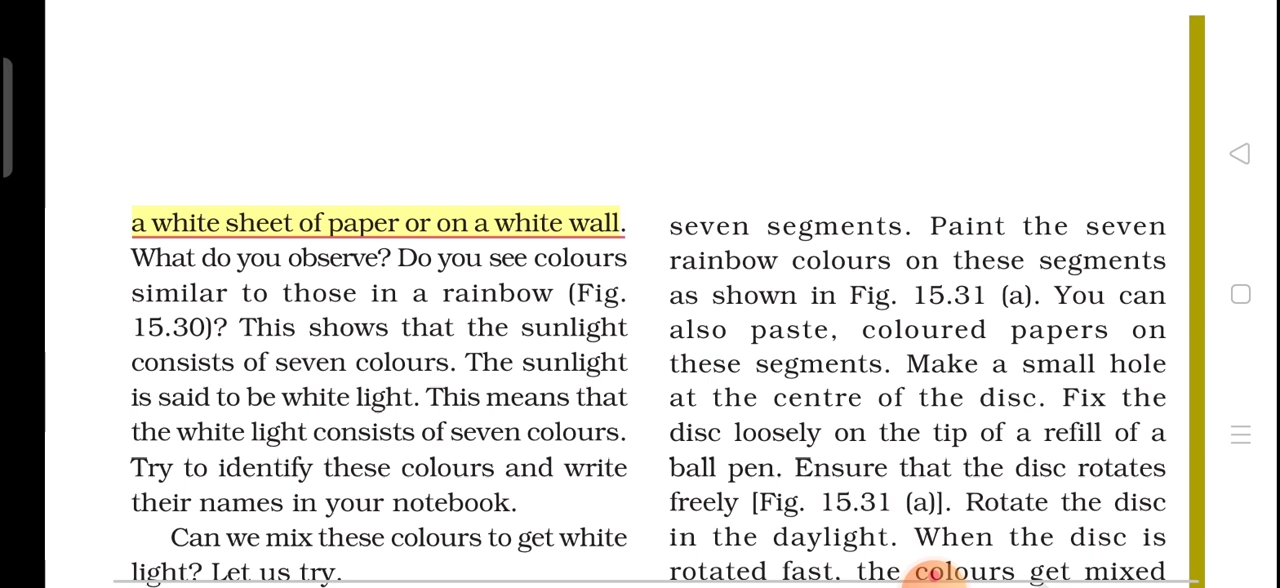 a white sheet of paper or on a white wall.
What do you observe? Do you see colours
similar to those in a rainbow (Fig.
15.30)? This shows that the sunlight
consists of seven colours. The sunlight
is said to be white light. This means that
the white light consists of seven colours.
Try to identify these colours and write
their names in your notebook.
Can we mix these colours to get white
light? Let us try.
seven segments. Paint the seven
rainbow colours on these segments
as shown in Fig. 15.31 (a). You can
also paste, coloured papers on
these segments. Make a small hole
at the centre of the disc. Fix the
disc loosely on the tip of a refill of a
ball pen. Ensure that the disc rotates
freely [Fig. 15.31 (a)]. Rotate the disc
in the daylight. When the disc is
rotated fast, the colours get mixed